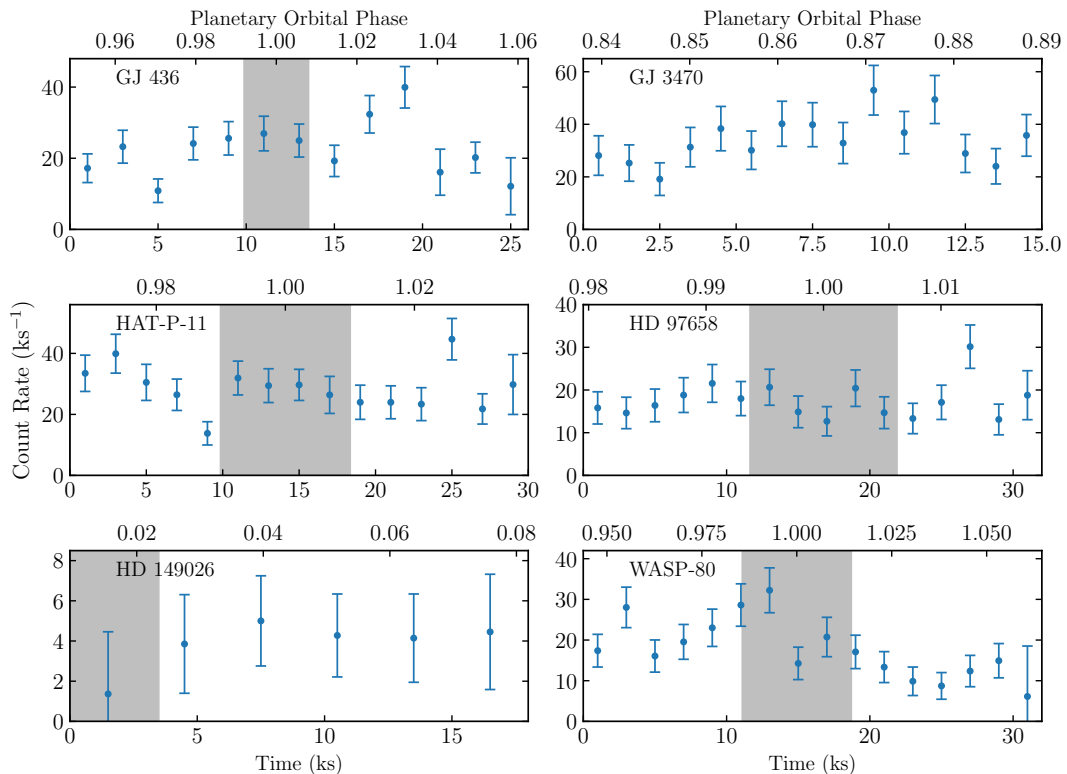 Planetary Orbital Phase Planetary Orbital Phase
0.96 0.98 1.00 1.02 1.04 1.06 0.84 0.85 0.86 0.87 0.88 0.89
GJ 436 GJ 3470
40 60
20 40
20
0 0
0 5 10 15 20 25 0.0 2.5 5.0 7.5 10.0 12.5 15.0
0.98 1.00 1.02 0.98 0.99 1.00 1.01
HAT-P-11 HD 97658
40 40
30
20 20
10
0 0
0 5 10 15 20 25 30 0 10 20 30
Count Rate (ks⁻¹)
0.02 0.04 0.06 0.08 0.950 0.975 1.000 1.025 1.050
HD 149026 WASP-80
8 40
6 30
4 20
2 10
0 0
0 5 10 15 0 10 20 30
Time (ks) Time (ks)